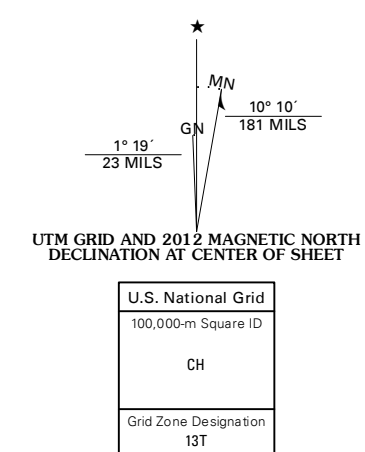 ★
MN
GN
10° 10´
181 MILS
1° 19´
23 MILS
UTM GRID AND 2012 MAGNETIC NORTH
DECLINATION AT CENTER OF SHEET
U.S. National Grid
100,000-m Square ID
CH
Grid Zone Designation
13T